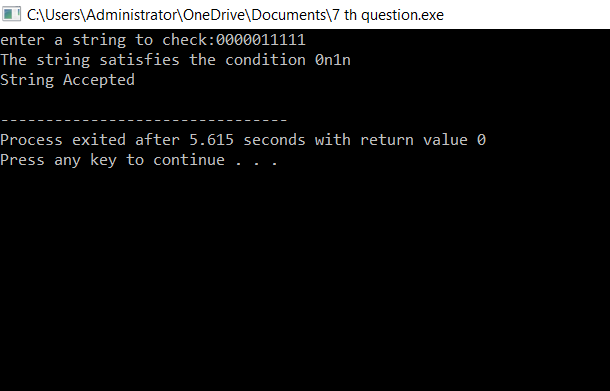 C:\Users\Administrator\OneDrive\Documents\7 th question.exe
enter a string to check:0000011111
The string satisfies the condition 0n1n
String Accepted
--------------------------------
Process exited after 5.615 seconds with return value 0
Press any key to continue . . .